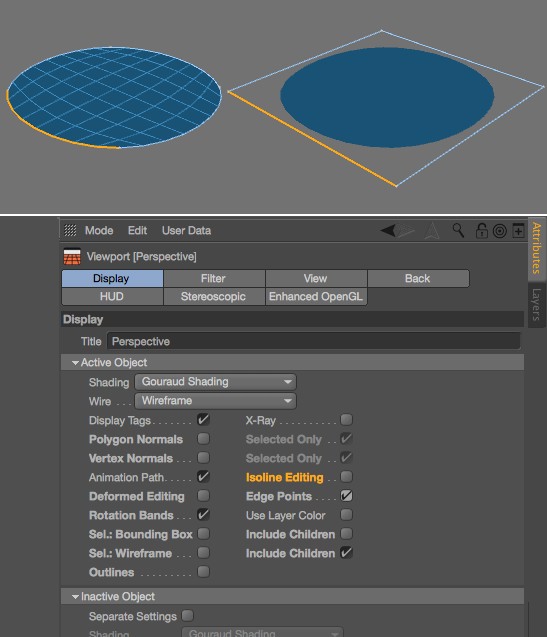 Mode Edit User Data
Viewport [Perspective]
Display Filter View Back
HUD Stereoscopic Enhanced OpenGL
Display
Title Perspective
Active Object
Shading Gouraud Shading
Wire . . . Wireframe
Display Tags . . . . . . X-Ray . . . . . . . . . .
Polygon Normals Selected Only . .
Vertex Normals . . . Selected Only . .
Animation Path. . . . Isoline Editing . .
Deformed Editing Edge Points . . . .
Rotation Bands . . . Use Layer Color
Sel.: Bounding Box Include Children
Sel.: Wireframe . . . Include Children
Outlines . . . . . . . . .
Inactive Object
Separate Settings
Shading Gouraud Shading
Attributes
Layers